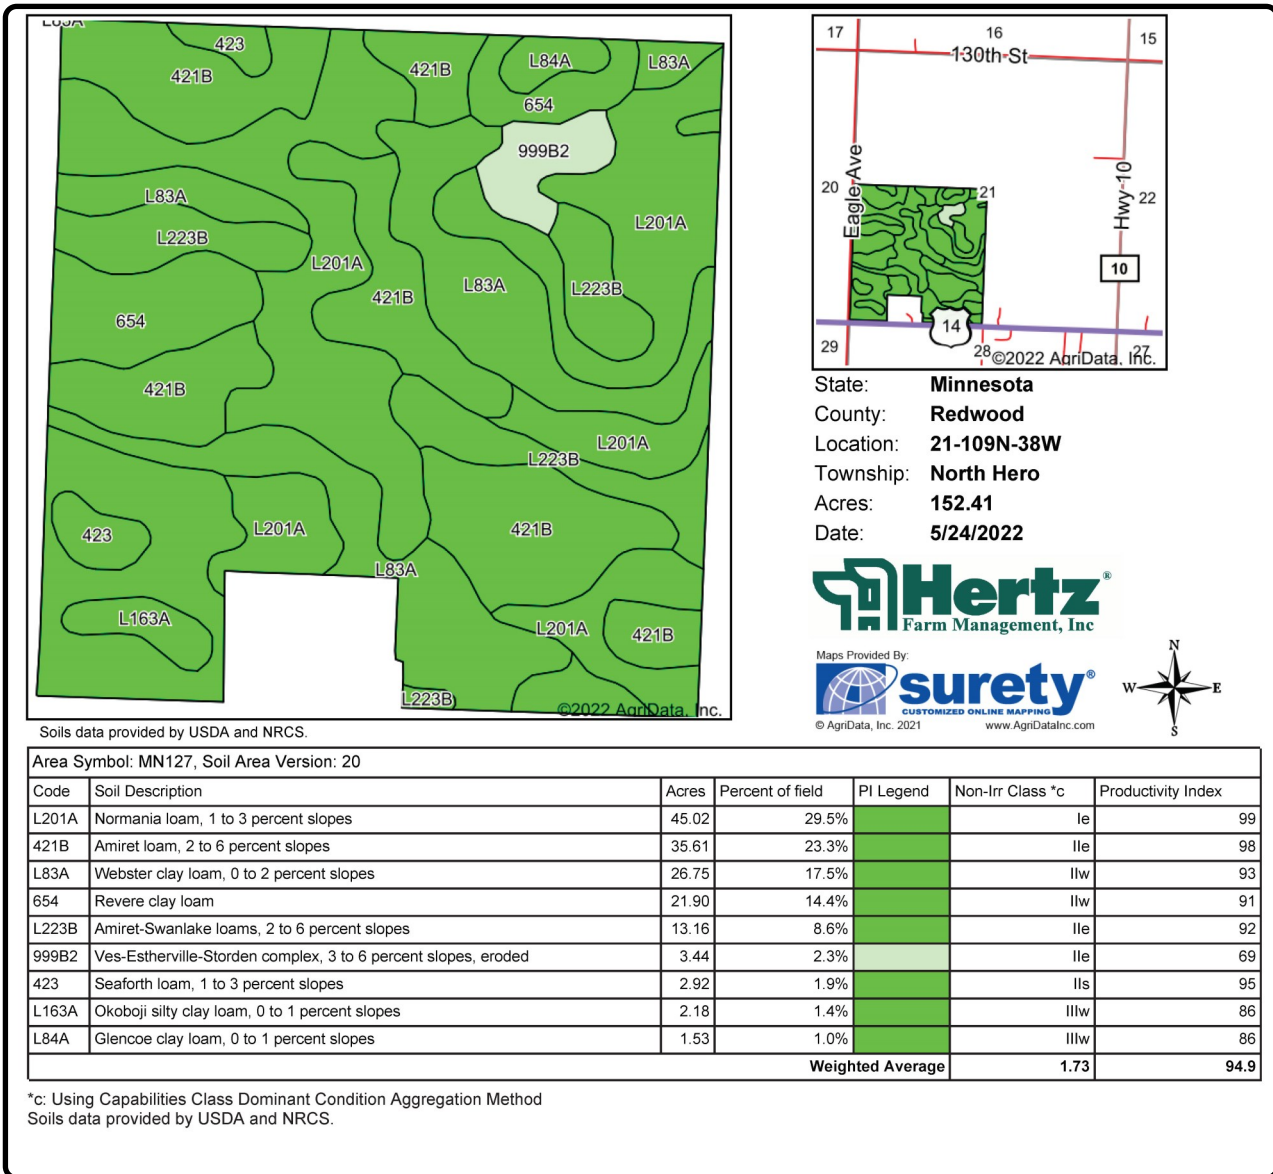 L83A
423
421B
421B
L84A
L83A
654
999B2
L83A
L201A
L223B
L201A
L83A
L223B
421B
654
421B
L201A
L223B
423
L201A
421B
L83A
L163A
L201A
421B
L223B
©2022 AgriData, Inc.
Soils data provided by USDA and NRCS.
17
16
15
130th St
Eagle Ave
20
21
22
Hwy 10
10
14
29
28
27
©2022 AgriData, Inc.
State: Minnesota
County: Redwood
Location: 21-109N-38W
Township: North Hero
Acres: 152.41
Date: 5/24/2022
Hertz®
Farm Management, Inc
Maps Provided By:
surety®
CUSTOMIZED ONLINE MAPPING
© AgriData, Inc. 2021 www.AgriDataInc.com
N
W E
S
Area Symbol: MN127, Soil Area Version: 20
Code Soil Description Acres Percent of field PI Legend Non-Irr Class *c Productivity Index
L201A Normania loam, 1 to 3 percent slopes 45.02 29.5% Ie 99
421B Amiret loam, 2 to 6 percent slopes 35.61 23.3% IIe 98
L83A Webster clay loam, 0 to 2 percent slopes 26.75 17.5% IIw 93
654 Revere clay loam 21.90 14.4% IIw 91
L223B Amiret-Swanlake loams, 2 to 6 percent slopes 13.16 8.6% IIe 92
999B2 Ves-Estherville-Storden complex, 3 to 6 percent slopes, eroded 3.44 2.3% IIe 69
423 Seaforth loam, 1 to 3 percent slopes 2.92 1.9% IIs 95
L163A Okoboji silty clay loam, 0 to 1 percent slopes 2.18 1.4% IIIw 86
L84A Glencoe clay loam, 0 to 1 percent slopes 1.53 1.0% IIIw 86
Weighted Average 1.73 94.9
*c: Using Capabilities Class Dominant Condition Aggregation Method
Soils data provided by USDA and NRCS.